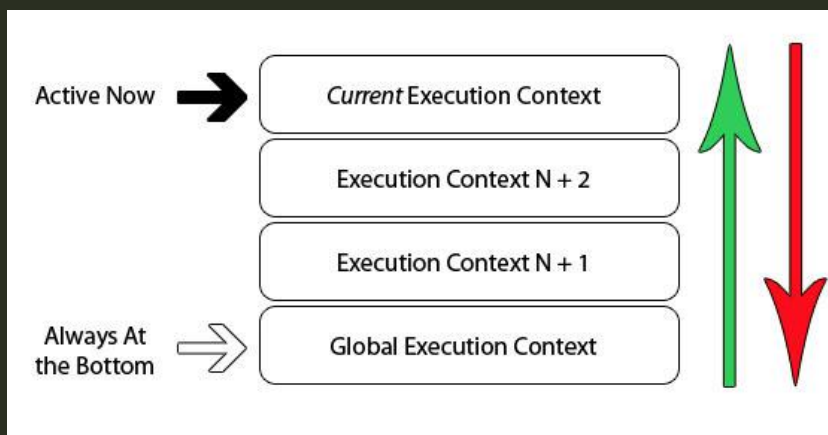 Active Now
Current Execution Context
Execution Context N + 2
Execution Context N + 1
Always At
the Bottom
Global Execution Context